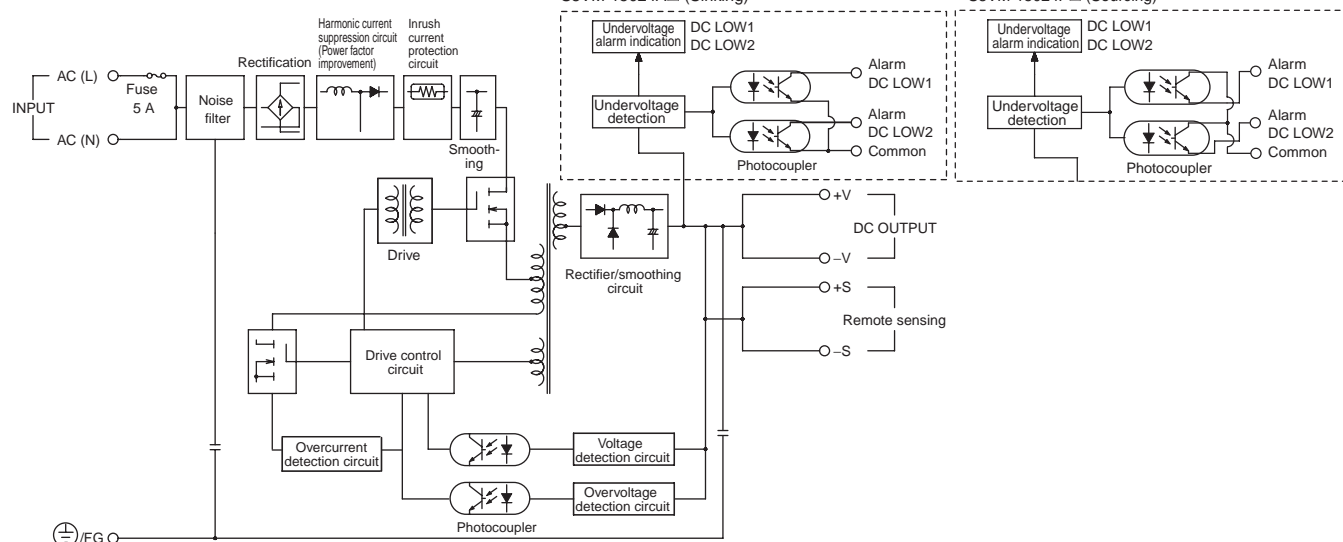 (Sinking)
(Sourcing)
Undervoltage
alarm indication
DC LOW1
DC LOW2
Undervoltage
alarm indication
DC LOW1
DC LOW2
Harmonic current
suppression circuit
(Power factor
improvement)
Inrush
current
protection
circuit
Rectification
AC (L)
INPUT
AC (N)
Fuse
5 A
Noise
filter
Smooth-
ing
Undervoltage
detection
Alarm
DC LOW1
Alarm
DC LOW2
Common
Photocoupler
Undervoltage
detection
Alarm
DC LOW1
Alarm
DC LOW2
Common
Photocoupler
Drive
Rectifier/smoothing
circuit
+V
DC OUTPUT
–V
+S
Remote sensing
–S
Drive control
circuit
Overcurrent
detection circuit
Voltage
detection circuit
Overvoltage
detection circuit
Photocoupler
/FG